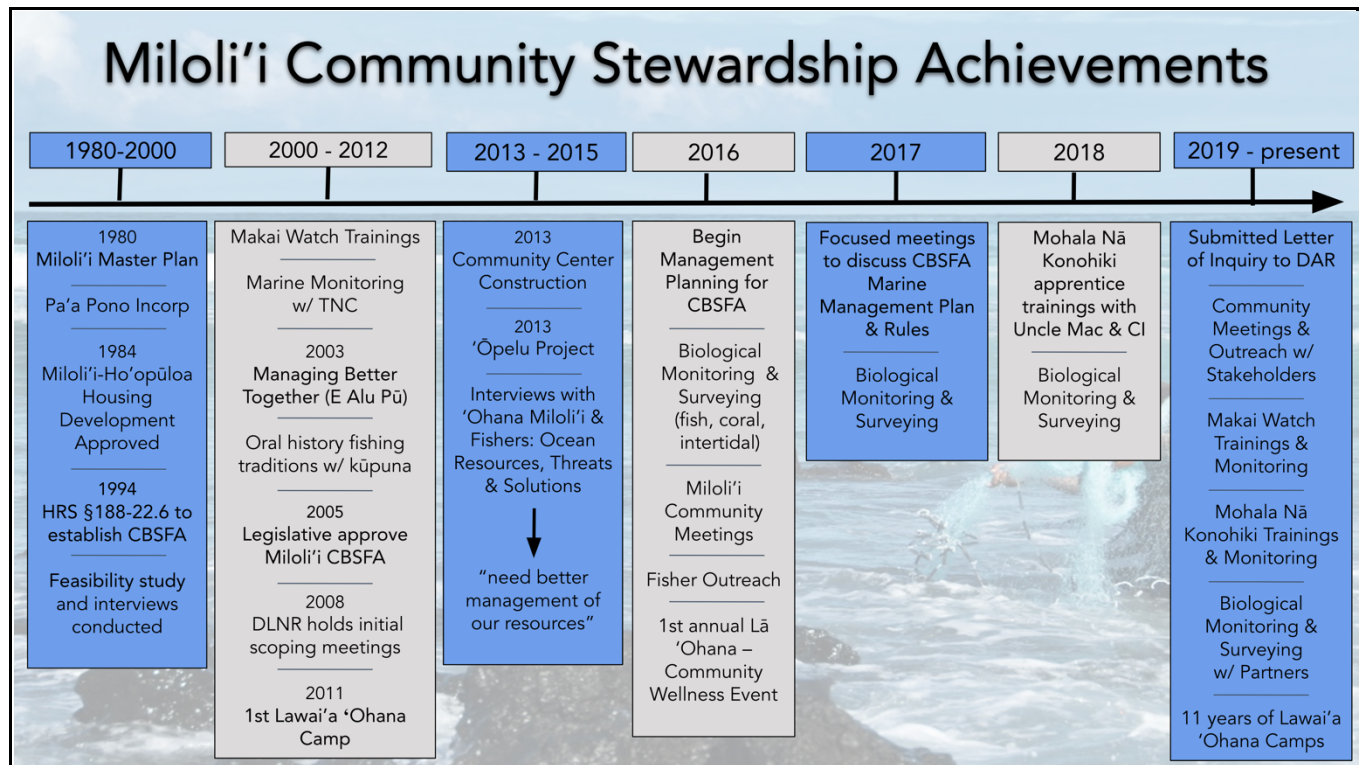 Miloli‘i Community Stewardship Achievements
1980-2000
2000 - 2012
2013 - 2015
2016
2017
2018
2019 - present
1980
Miloli‘i Master Plan
Pa‘a Pono Incorp
1984
Miloli‘i-Ho‘opūloa
Housing
Development
Approved
1994
HRS §188-22.6 to
establish CBSFA
Feasibility study
and interviews
conducted
Makai Watch Trainings
Marine Monitoring
w/ TNC
2003
Managing Better
Together (E Alu Pū)
Oral history fishing
traditions w/ kūpuna
2005
Legislative approve
Miloli‘i CBSFA
2008
DLNR holds initial
scoping meetings
2011
1st Lawai‘a ‘Ohana
Camp
2013
Community Center
Construction
2013
‘Ōpelu Project
Interviews with
‘Ohana Miloli‘i &
Fishers: Ocean
Resources, Threats
& Solutions
“need better
management of
our resources”
Begin
Management
Planning for
CBSFA
Biological
Monitoring &
Surveying
(fish, coral,
intertidal)
Miloli‘i
Community
Meetings
Fisher Outreach
1st annual Lā
‘Ohana –
Community
Wellness Event
Focused meetings
to discuss CBSFA
Marine
Management Plan
& Rules
Biological
Monitoring &
Surveying
Mohala Nā
Konohiki
apprentice
trainings with
Uncle Mac & CI
Biological
Monitoring &
Surveying
Submitted Letter
of Inquiry to DAR
Community
Meetings &
Outreach w/
Stakeholders
Makai Watch
Trainings &
Monitoring
Mohala Nā
Konohiki Trainings
& Monitoring
Biological
Monitoring &
Surveying
w/ Partners
11 years of Lawai‘a
‘Ohana Camps